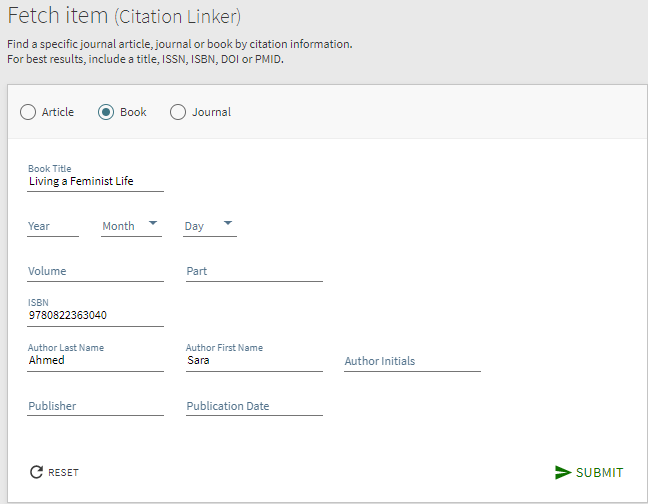 Fetch item (Citation Linker)
Find a specific journal article, journal or book by citation information.
For best results, include a title, ISSN, ISBN, DOI or PMID.
Article Book Journal
Book Title
Living a Feminist Life
Year Month Day
Volume Part
ISBN
9780822363040
Author Last Name Author First Name
Ahmed Sara Author Initials
Publisher Publication Date
RESET SUBMIT